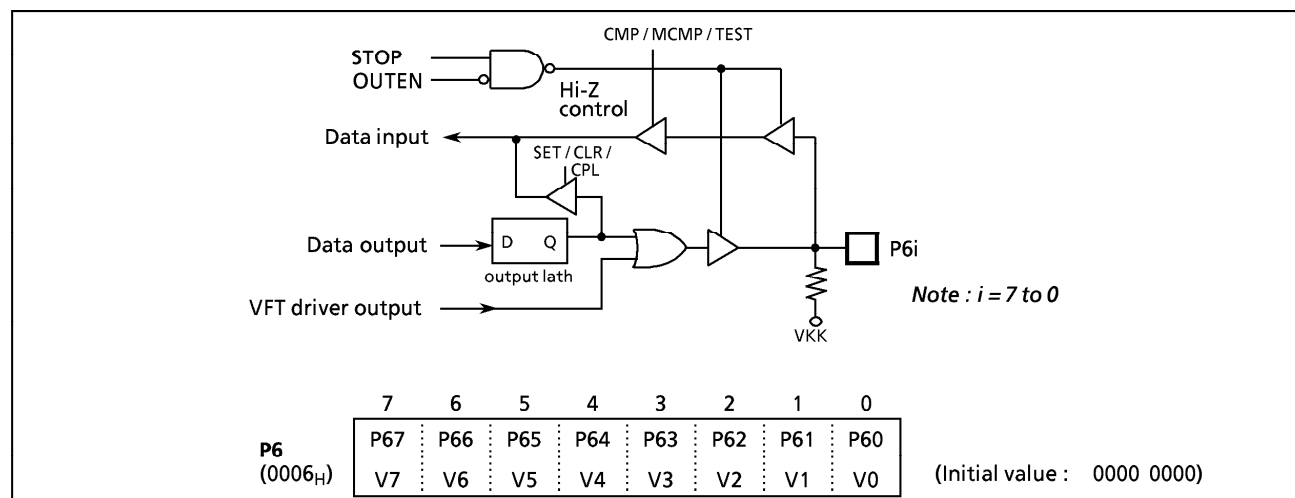 CMP / MCMP / TEST
STOP
OUTEN
Hi-Z
control
Data input
SET / CLR /
CPL
Data output
D Q
P6i
output lath
Note : i = 7 to 0
VFT driver output
VKK
7 6 5 4 3 2 1 0
P6 P67 P66 P65 P64 P63 P62 P61 P60
(0006H) V7 V6 V5 V4 V3 V2 V1 V0 (Initial value : 0000 0000)